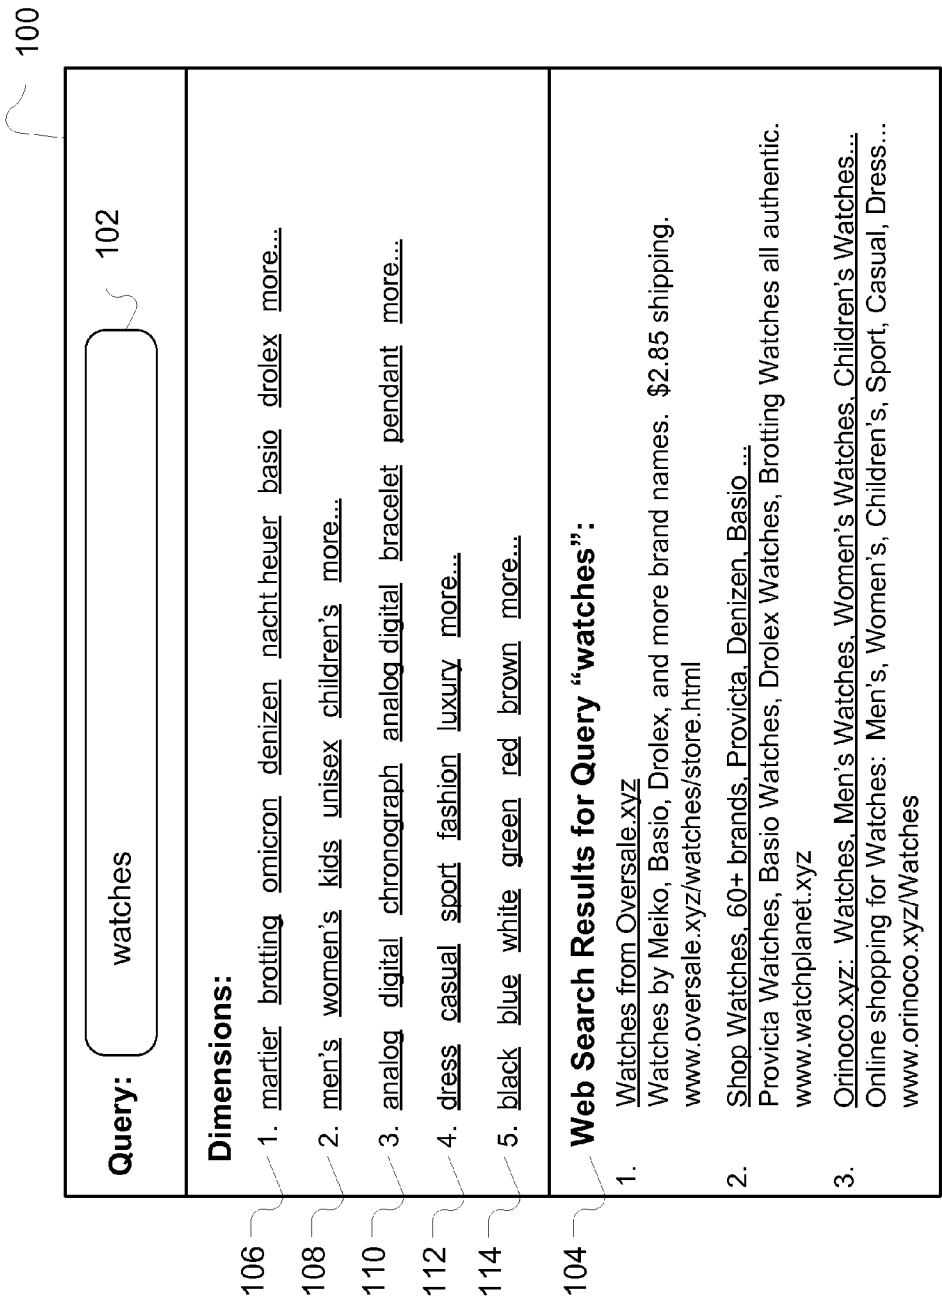 100
Query: watches
102
Dimensions:
106 1. martier brotting omicron denizen nacht heuer basio drolex more...
108 2. men's women's kids unisex children's more...
110 3. analog digital chronograph analog digital bracelet pendant more...
112 4. dress casual sport fashion luxury more...
114 5. black blue white green red brown more...
104 Web Search Results for Query “watches”:
1. Watches from Oversale.xyz
Watches by Meiko, Basio, Drolex, and more brand names. $2.85 shipping.
www.oversale.xyz/watches/store.html
2. Shop Watches, 60+ brands, Provicta, Denizen, Basio ...
Provicta Watches, Basio Watches, Drolex Watches, Brotting Watches all authentic.
www.watchplanet.xyz
3. Orinoco.xyz: Watches, Men's Watches, Women's Watches, Children's Watches...
Online shopping for Watches: Men's, Women's, Children's, Sport, Casual, Dress...
www.orinoco.xyz/Watches